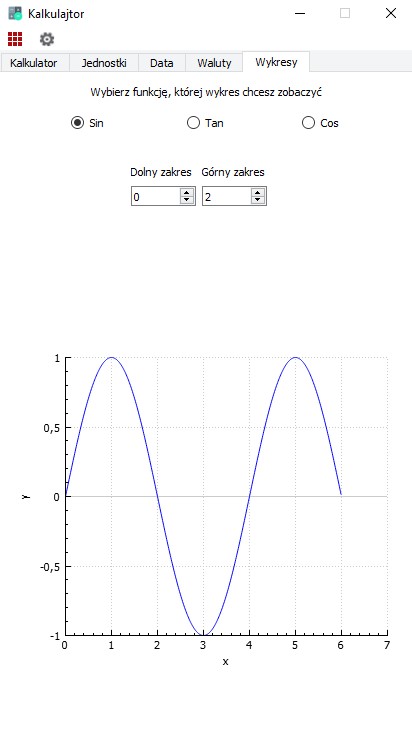 Kalkulajtor
Kalkulator Jednostki Data Waluty Wykresy
Wybierz funkcję, której wykres chcesz zobaczyć
Sin Tan Cos
Dolny zakres Górny zakres
0 2
1
0,5
0
-0,5
-1
y
0 1 2 3 4 5 6 7
x